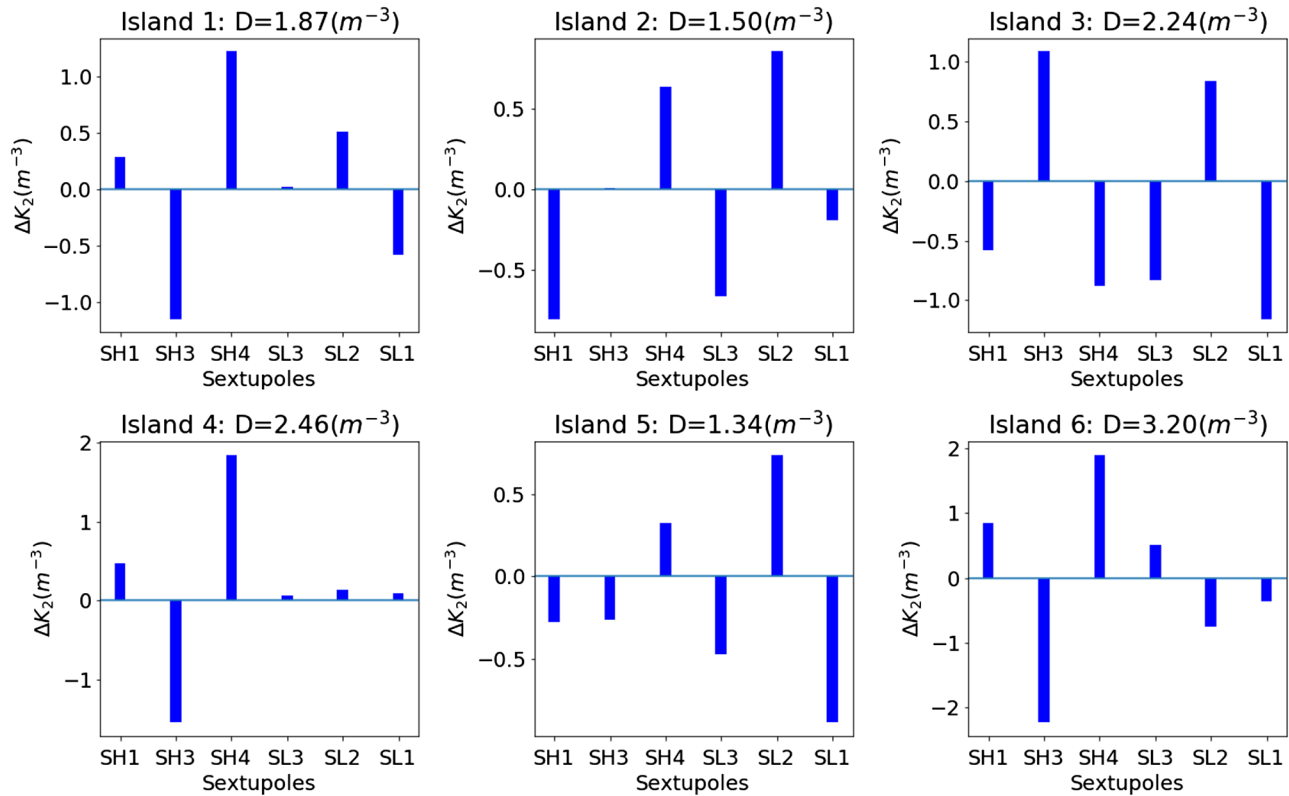 Island 1: D=1.87(m⁻³)
Island 2: D=1.50(m⁻³)
Island 3: D=2.24(m⁻³)
ΔK₂(m⁻³)
1.0
0.5
0.0
−0.5
−1.0
SH1 SH3 SH4 SL3 SL2 SL1
Sextupoles
ΔK₂(m⁻³)
0.5
0.0
−0.5
SH1 SH3 SH4 SL3 SL2 SL1
Sextupoles
ΔK₂(m⁻³)
1.0
0.5
0.0
−0.5
−1.0
SH1 SH3 SH4 SL3 SL2 SL1
Sextupoles
Island 4: D=2.46(m⁻³)
Island 5: D=1.34(m⁻³)
Island 6: D=3.20(m⁻³)
ΔK₂(m⁻³)
2
1
0
−1
SH1 SH3 SH4 SL3 SL2 SL1
Sextupoles
ΔK₂(m⁻³)
0.5
0.0
−0.5
SH1 SH3 SH4 SL3 SL2 SL1
Sextupoles
ΔK₂(m⁻³)
2
1
0
−1
−2
SH1 SH3 SH4 SL3 SL2 SL1
Sextupoles